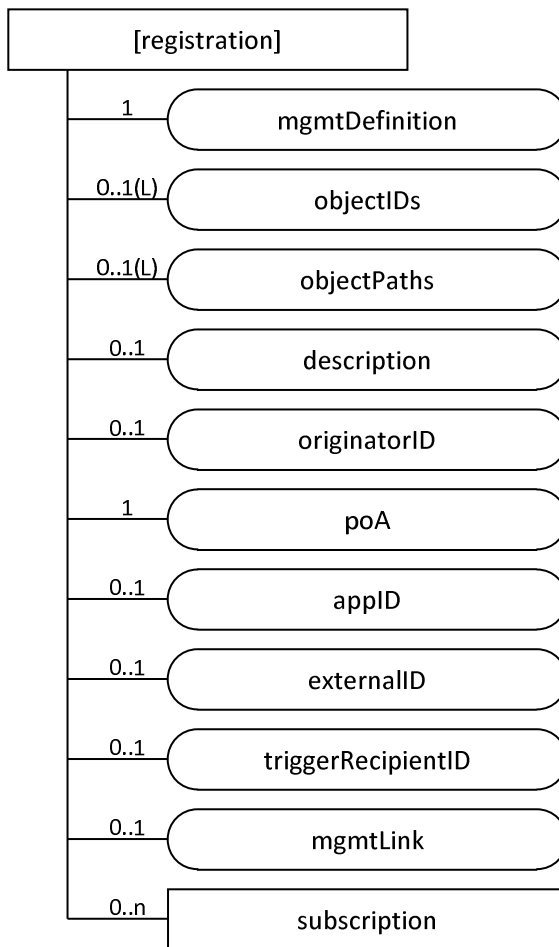 [registration]
1
mgmtDefinition
0..1(L)
objectIDs
0..1(L)
objectPaths
0..1
description
0..1
originatorID
1
poA
0..1
appID
0..1
externalID
0..1
triggerRecipientID
0..1
mgmtLink
0..n
subscription